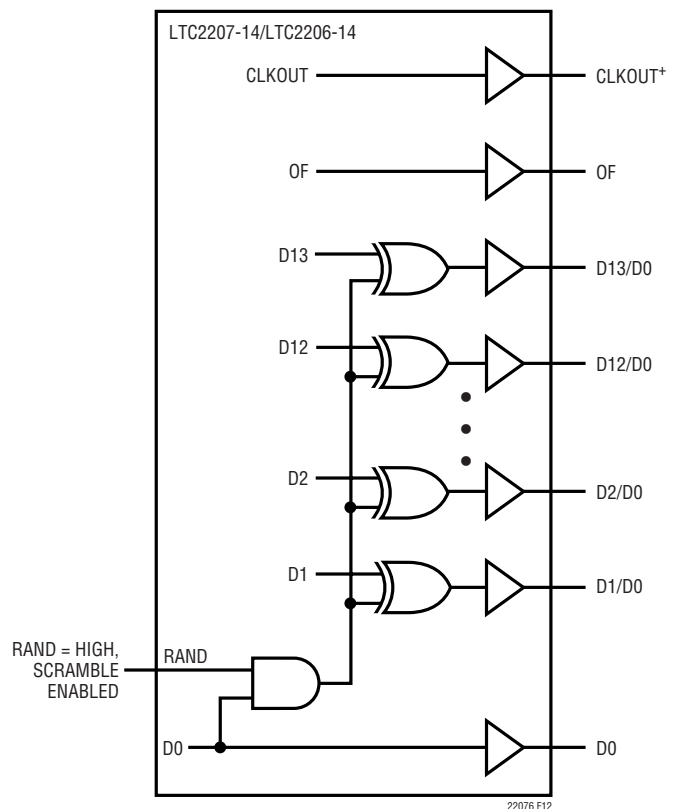 LTC2207-14/LTC2206-14
CLKOUT
CLKOUT+
OF
OF
D13
D13/D0
D12
D12/D0
D2
D2/D0
D1
D1/D0
RAND = HIGH,
SCRAMBLE
ENABLED
RAND
D0
D0
22076 F12